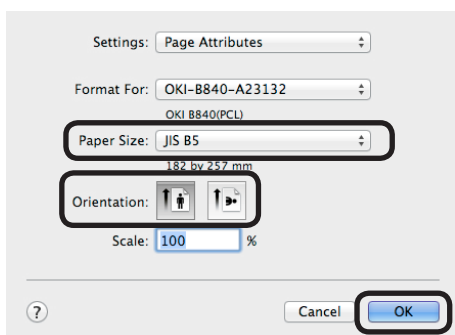 Settings: Page Attributes
Format For: OKI-B840-A23132
OKI B840(PCL)
Paper Size: JIS B5
182 by 257 mm
Orientation:
Scale: 100 %
? Cancel OK